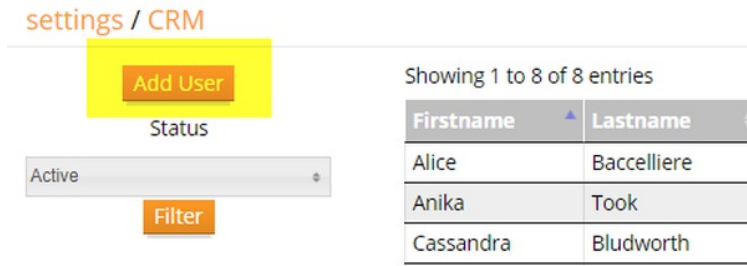 settings / CRM
Add User
Status
Active
Filter
Showing 1 to 8 of 8 entries
Firstname Lastname
Alice Baccelliere
Anika Took
Cassandra Bludworth